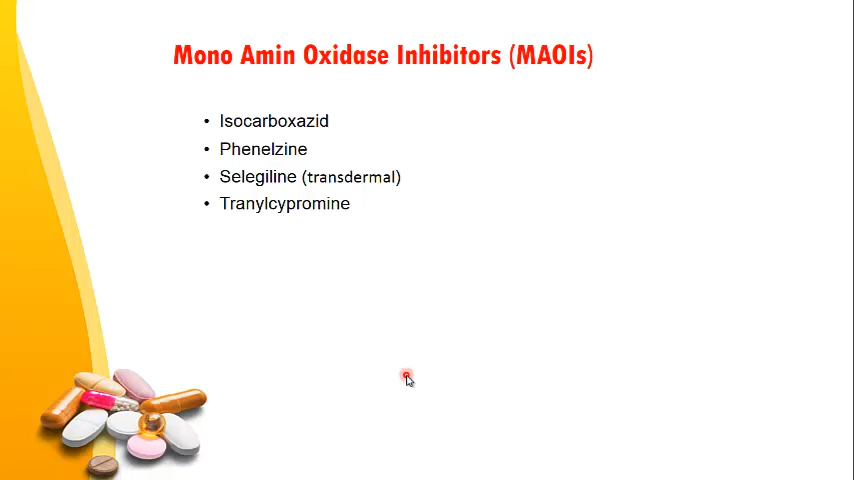 Mono Amin Oxidase Inhibitors (MAOIs)
• Isocarboxazid
• Phenelzine
• Selegiline (transdermal)
• Tranylcypromine